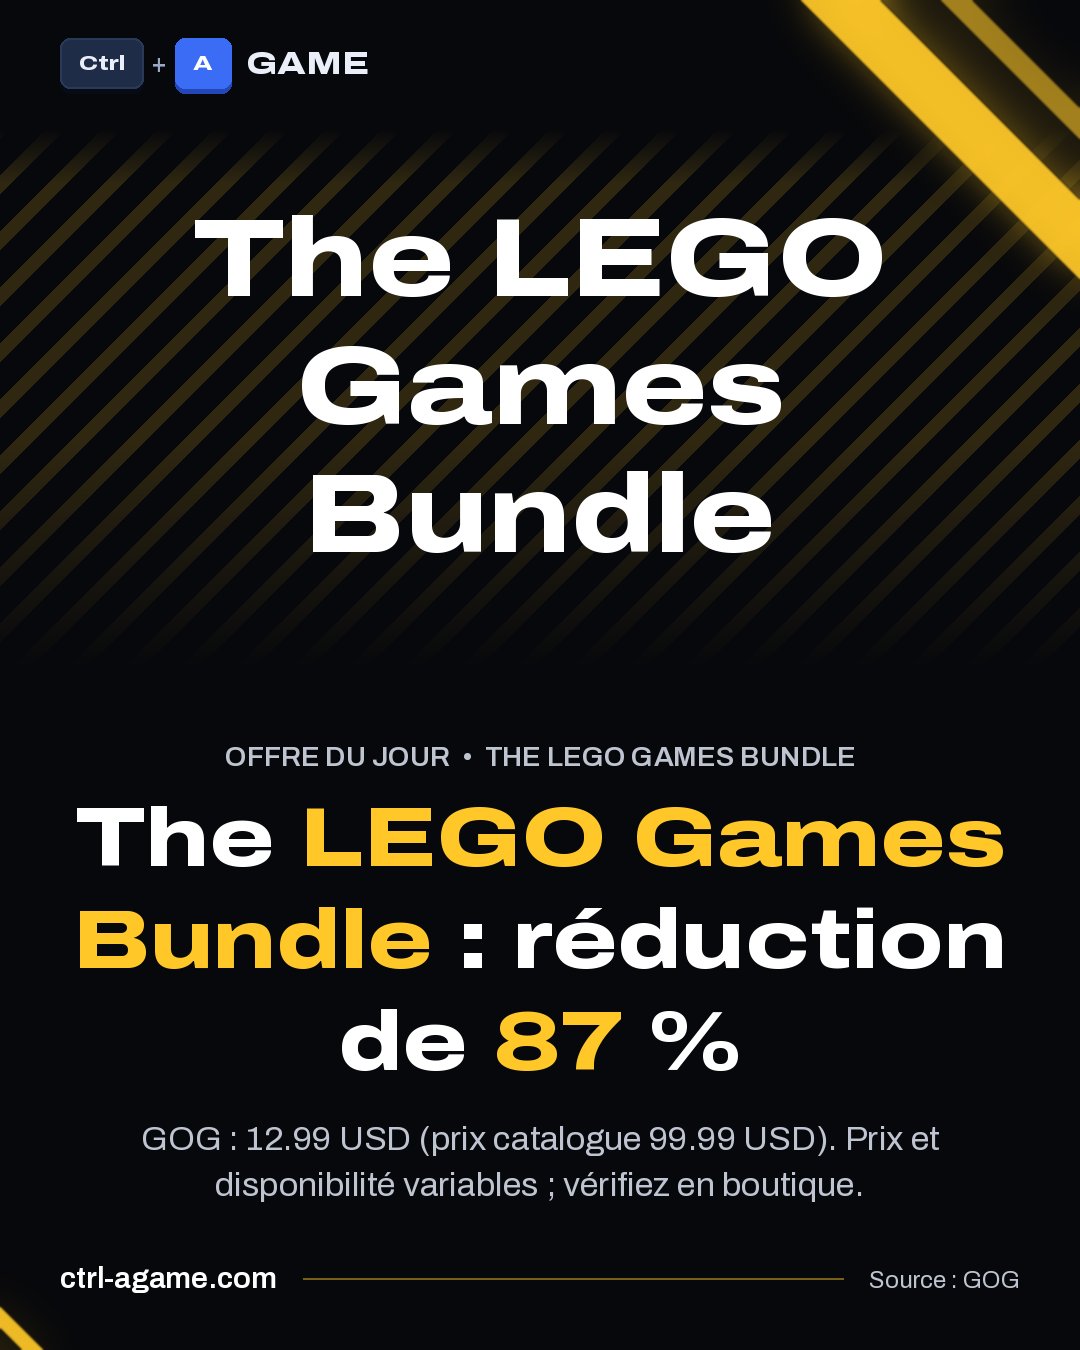 Ctrl + A GAME
The LEGO
Games
Bundle
OFFRE DU JOUR • THE LEGO GAMES BUNDLE
The LEGO Games
Bundle : réduction
de 87 %
GOG : 12.99 USD (prix catalogue 99.99 USD). Prix et
disponibilité variables ; vérifiez en boutique.
ctrl-agame.com
Source : GOG